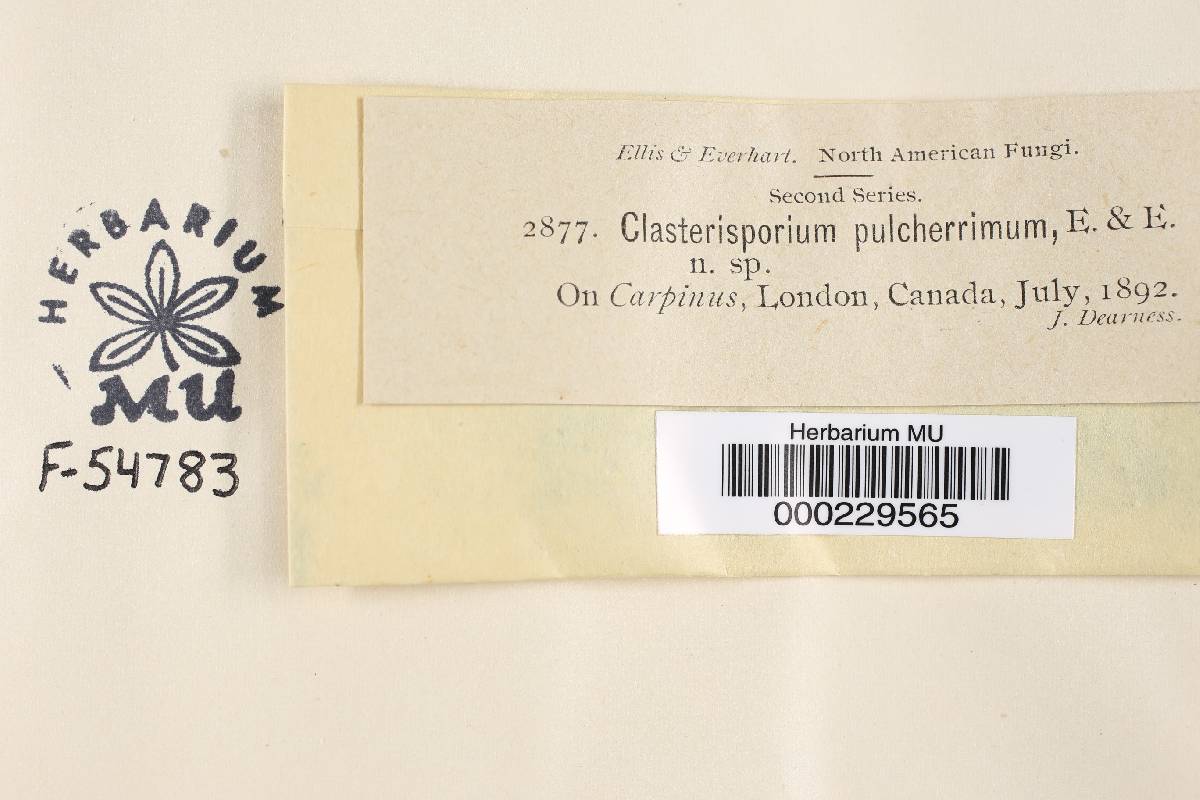 Ellis & Everhart. North American Fungi.
Second Series.
2877. Clasterisporium pulcherrimum, E. & E.
n. sp.
On Carpinus, London, Canada, July, 1892.
J. Dearness.
HERBARIUM
MU
F-54783
Herbarium MU
000229565